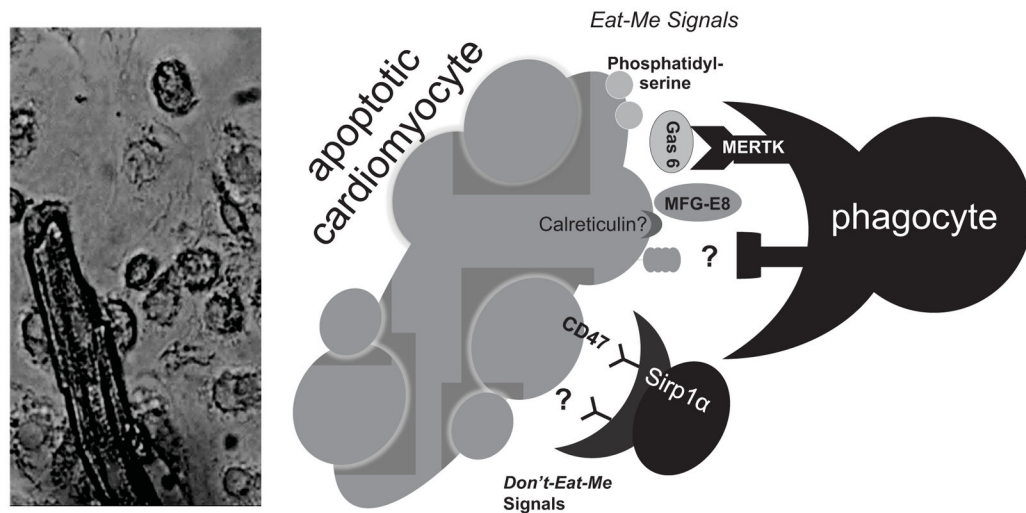 Eat-Me Signals
apoptotic
cardiomyocyte
Phosphatidyl-
serine
Gas 6
MERTK
MFG-E8
Calreticulin?
?
phagocyte
CD47
Sirp1α
?
Don't-Eat-Me
Signals